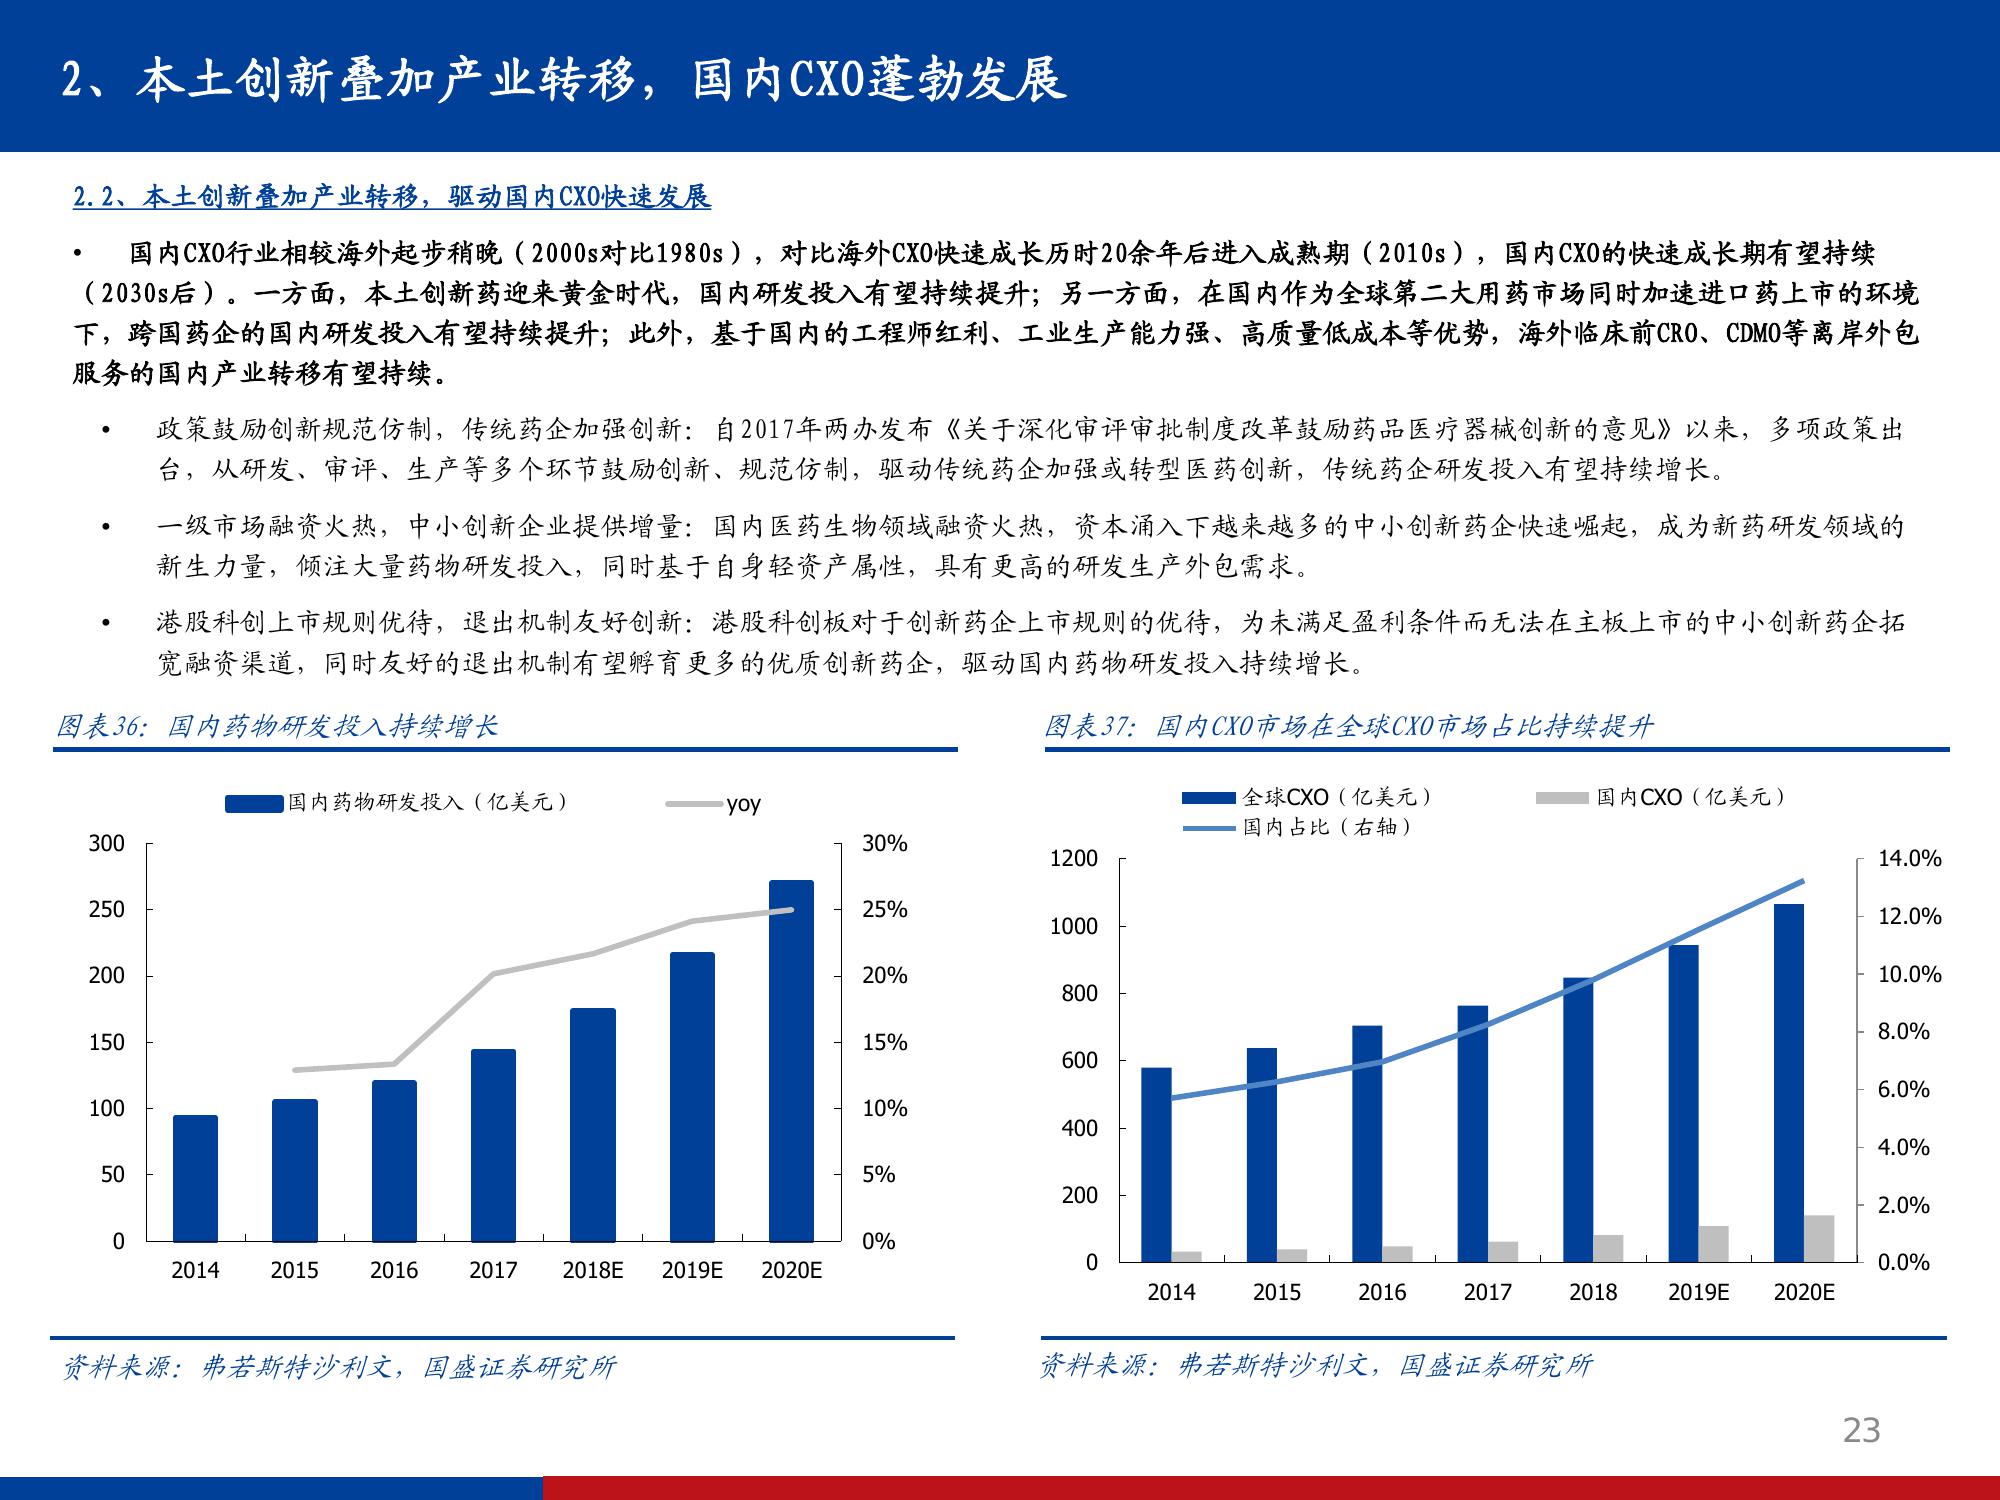 2、本土创新叠加产业转移，国内CXO蓬勃发展
2.2、本土创新叠加产业转移，驱动国内CXO快速发展
• 国内CXO行业相较海外起步稍晚（2000s对比1980s），对比海外CXO快速成长历时20余年后进入成熟期（2010s），国内CXO的快速成长期有望持续
（2030s后）。一方面，本土创新药迎来黄金时代，国内研发投入有望持续提升；另一方面，在国内作为全球第二大用药市场同时加速进口药上市的环境
下，跨国药企的国内研发投入有望持续提升；此外，基于国内的工程师红利、工业生产能力强、高质量低成本等优势，海外临床前CRO、CDMO等离岸外包
服务的国内产业转移有望持续。
• 政策鼓励创新规范仿制，传统药企加强创新：自2017年两办发布《关于深化审评审批制度改革鼓励药品医疗器械创新的意见》以来，多项政策出
台，从研发、审评、生产等多个环节鼓励创新、规范仿制，驱动传统药企加强或转型医药创新，传统药企研发投入有望持续增长。
• 一级市场融资火热，中小创新企业提供增量：国内医药生物领域融资火热，资本涌入下越来越多的中小创新药企快速崛起，成为新药研发领域的
新生力量，倾注大量药物研发投入，同时基于自身轻资产属性，具有更高的研发生产外包需求。
• 港股科创上市规则优待，退出机制友好创新：港股科创板对于创新药企上市规则的优待，为未满足盈利条件而无法在主板上市的中小创新药企拓
宽融资渠道，同时友好的退出机制有望孵育更多的优质创新药企，驱动国内药物研发投入持续增长。
图表36：国内药物研发投入持续增长
国内药物研发投入（亿美元） yoy
300 30%
250 25%
200 20%
150 15%
100 10%
50 5%
0 0%
2014 2015 2016 2017 2018E 2019E 2020E
资料来源：弗若斯特沙利文，国盛证券研究所
图表37：国内CXO市场在全球CXO市场占比持续提升
全球CXO（亿美元） 国内CXO（亿美元）
国内占比（右轴）
1200 14.0%
1000 12.0%
800 10.0%
600 8.0%
400 6.0%
200 4.0%
0 2.0%
0.0%
2014 2015 2016 2017 2018 2019E 2020E
资料来源：弗若斯特沙利文，国盛证券研究所
23